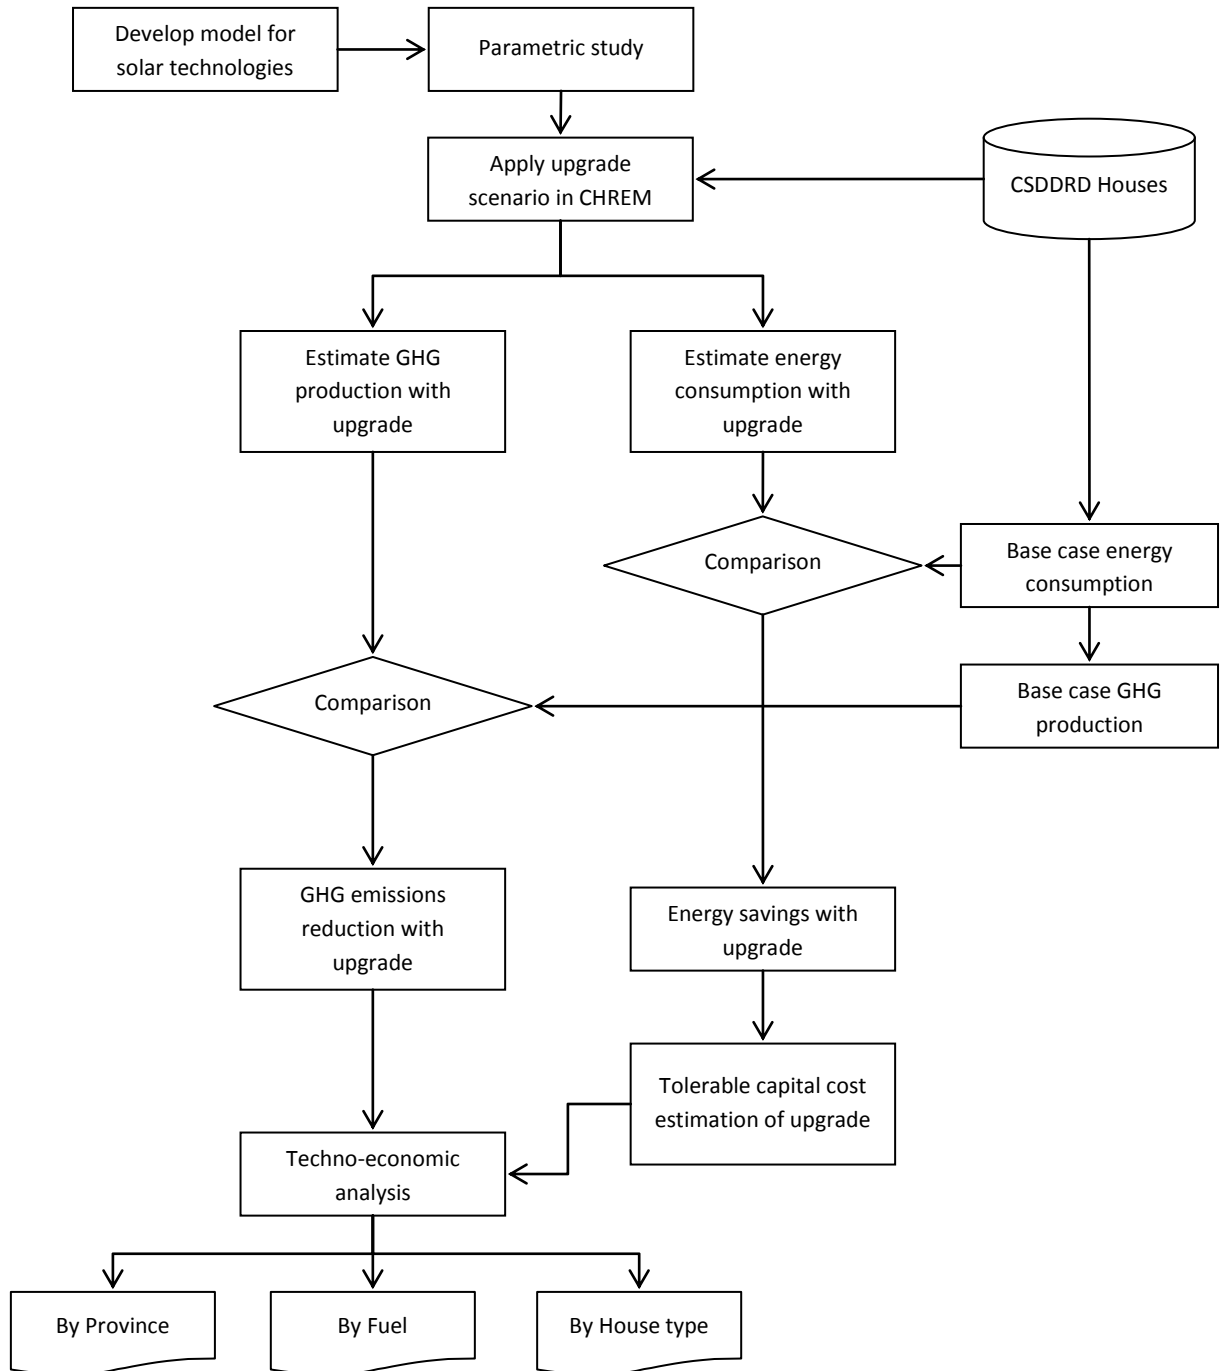 Develop model for
solar technologies
Parametric study
Apply upgrade
scenario in CHREM
CSDDRD Houses
Estimate GHG
production with
upgrade
Estimate energy
consumption with
upgrade
Comparison
Base case energy
consumption
Comparison
Base case GHG
production
GHG emissions
reduction with
upgrade
Energy savings with
upgrade
Tolerable capital cost
estimation of upgrade
Techno-economic
analysis
By Province
By Fuel
By House type